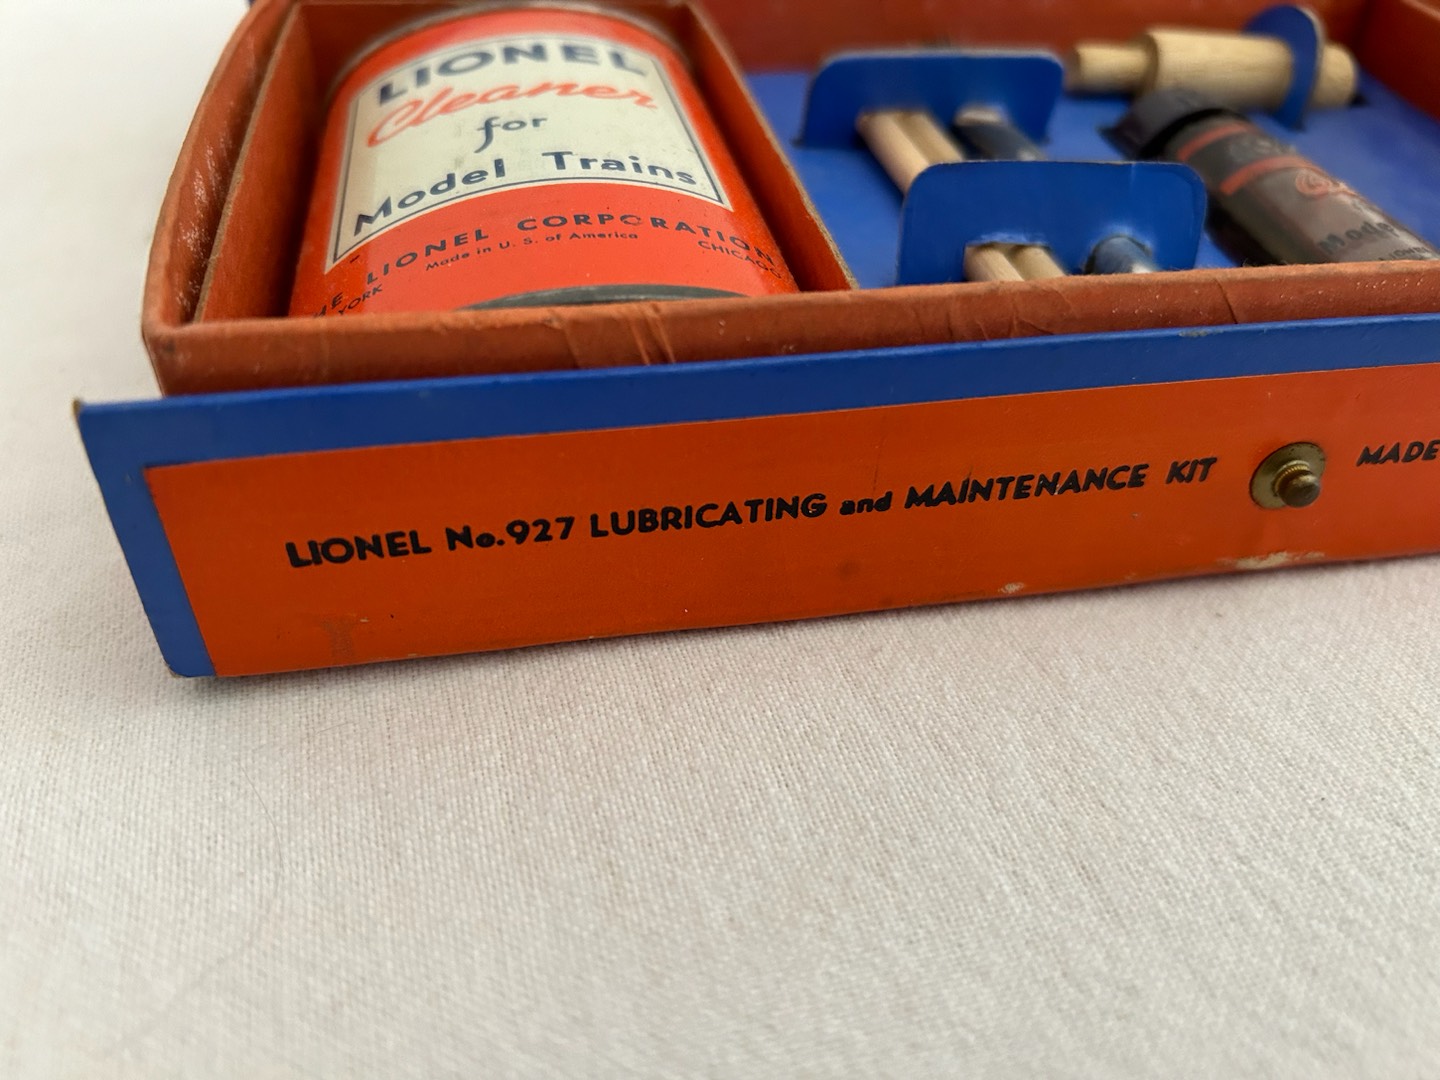 LIONEL
Cleaner
for
Model Trains
LIONEL CORPORATION
Made in U. S. of America
YORK
CHICAGO
LIONEL No. 927 LUBRICATING and MAINTENANCE KIT
MADE